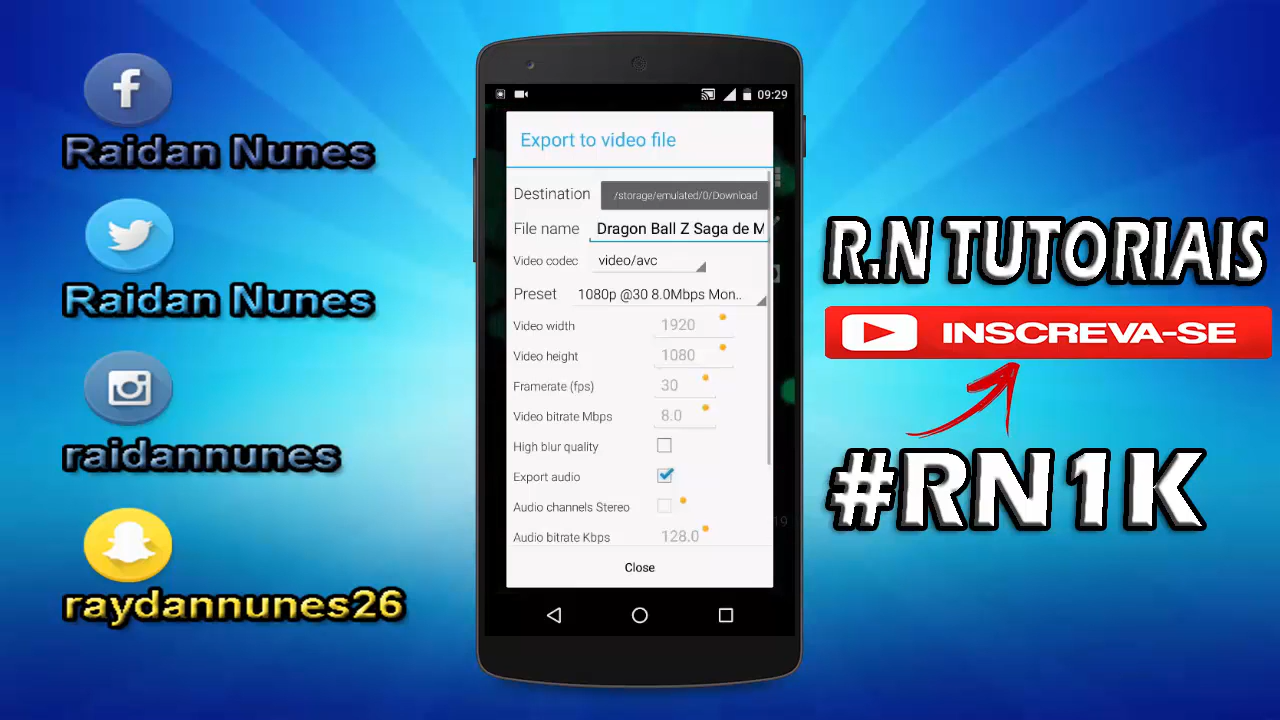 Raidan Nunes
Raidan Nunes
raidannunes
raydannunes26
09:29
Export to video file
Destination /storage/emulated/0/Download
File name Dragon Ball Z Saga de M
Video codec video/avc
Preset 1080p @30 8.0Mbps Mon..
Video width 1920
Video height 1080
Framerate (fps) 30
Video bitrate Mbps 8.0
High blur quality
Export audio
Audio channels Stereo
Audio bitrate Kbps 128.0
Close
19
R.N TUTORIAIS
INSCREVA-SE
#RN1K